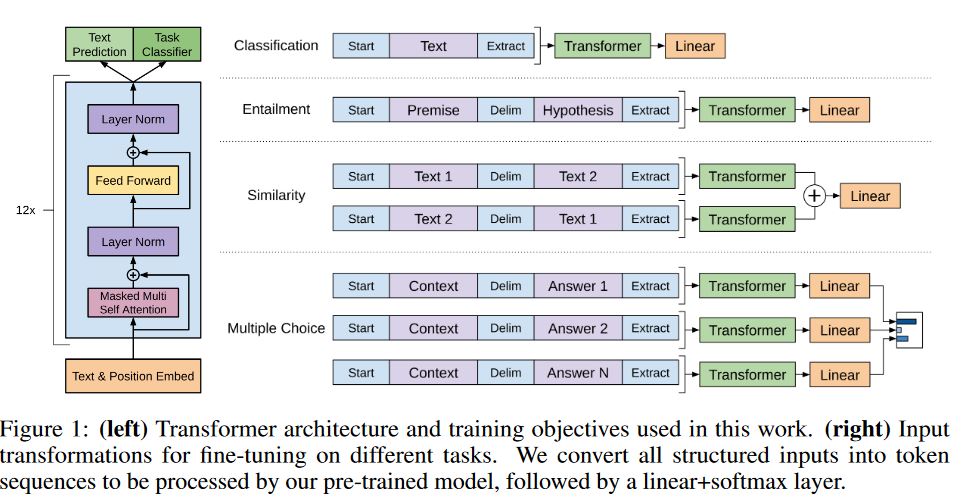 Text Prediction
Task Classifier
12x
Layer Norm
Feed Forward
Layer Norm
Masked Multi Self Attention
Text & Position Embed
Classification Start Text Extract Transformer Linear
Entailment Start Premise Delim Hypothesis Extract Transformer Linear
Similarity
Start Text 1 Delim Text 2 Extract Transformer
Start Text 2 Delim Text 1 Extract Transformer
+ Linear
Multiple Choice
Start Context Delim Answer 1 Extract Transformer Linear
Start Context Delim Answer 2 Extract Transformer Linear
Start Context Delim Answer N Extract Transformer Linear
Figure 1: (left) Transformer architecture and training objectives used in this work. (right) Input
transformations for fine-tuning on different tasks. We convert all structured inputs into token
sequences to be processed by our pre-trained model, followed by a linear+softmax layer.